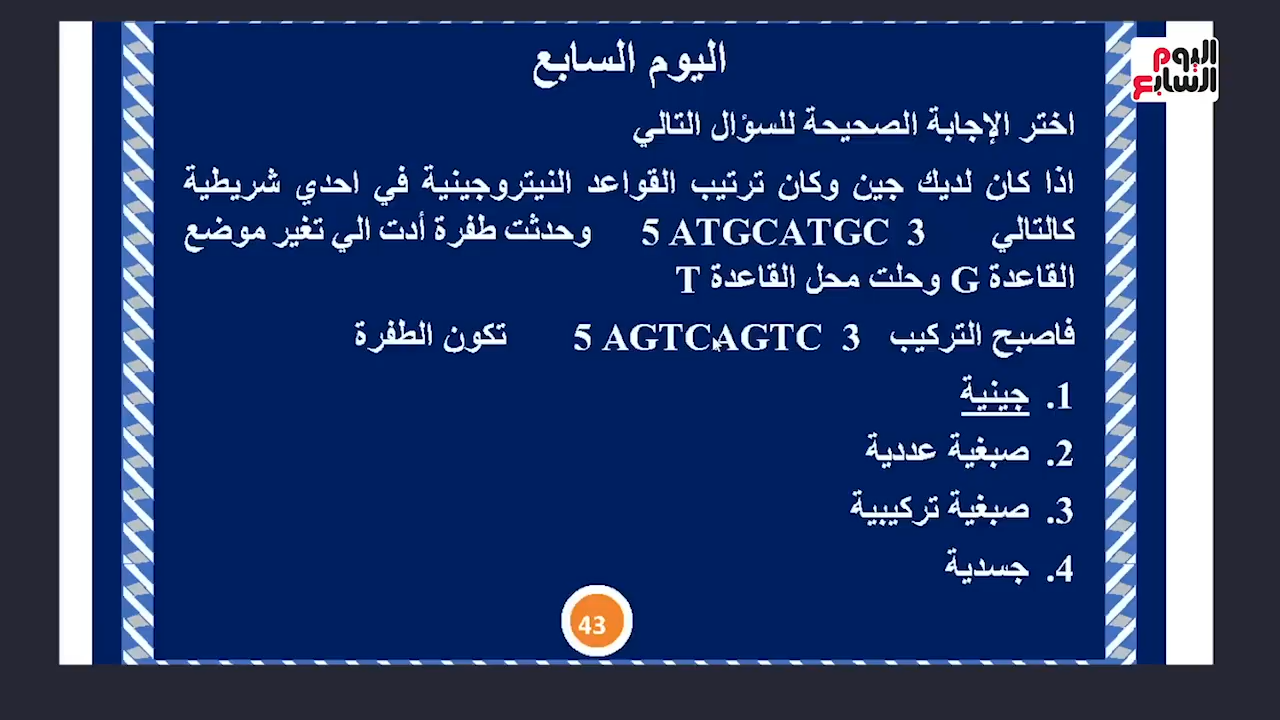 اليوم السابع
اليوم السابع
اختر الإجابة الصحيحة للسؤال التالي
اذا كان لديك جين وكان ترتيب القواعد النيتروجينية في احدي شريطية
كالتالي 5 ATGCATGC 3 وحدثت طفرة أدت الي تغير موضع
القاعدة G وحلت محل القاعدة T
فاصبح التركيب 5 AGTCAGTC 3 تكون الطفرة
1. جينية
2. صبغية عددية
3. صبغية تركيبية
4. جسدية
43